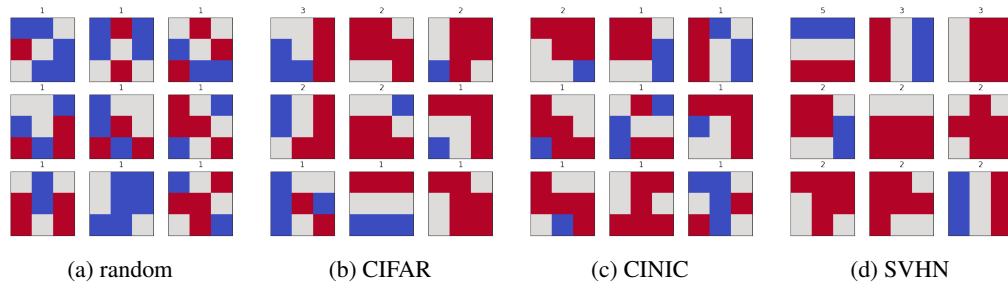 1 1 1 3 2 2 2 1 1 5 3 3
1 1 1 2 2 1 1 1 1 2 2 2
1 1 1 1 1 1 1 1 1 2 2 2
(a) random (b) CIFAR (c) CINIC (d) SVHN